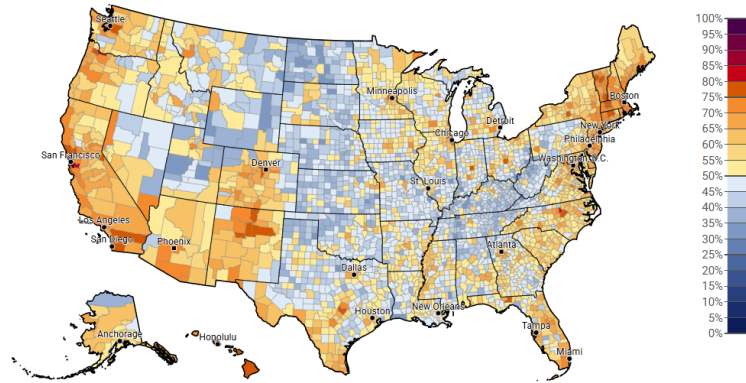 Seattle
Minneapolis
Boston
Detroit
New York
Chicago
Philadelphia
San Francisco
Denver
Washington, D.C.
St. Louis
Los Angeles
San Diego
Phoenix
Atlanta
Dallas
Houston
New Orleans
Anchorage
Honolulu
Tampa
Miami
100%
95%
90%
85%
80%
75%
70%
65%
60%
55%
50%
45%
40%
35%
30%
25%
20%
15%
10%
5%
0%